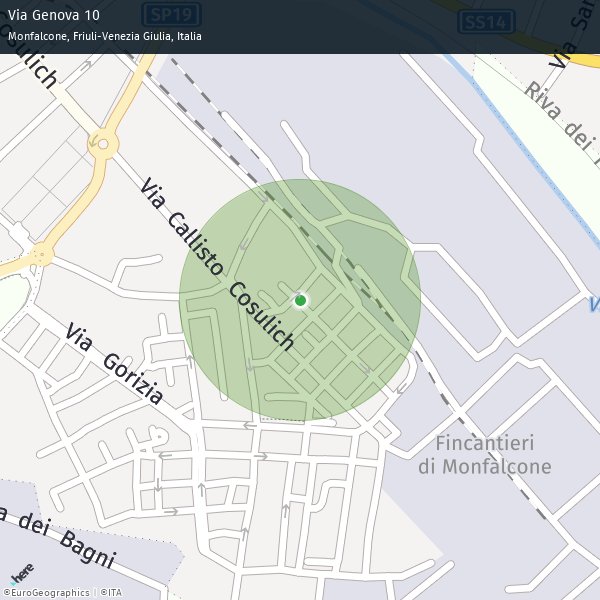 Via Genova 10
Monfalcone, Friuli-Venezia Giulia, Italia
SP19
SS14
Cosulich
Via
Riva dei
Via Callisto Cosulich
V
Via Gorizia
Fincantieri
di Monfalcone
dei Bagni
here
©EuroGeographics | ©ITA